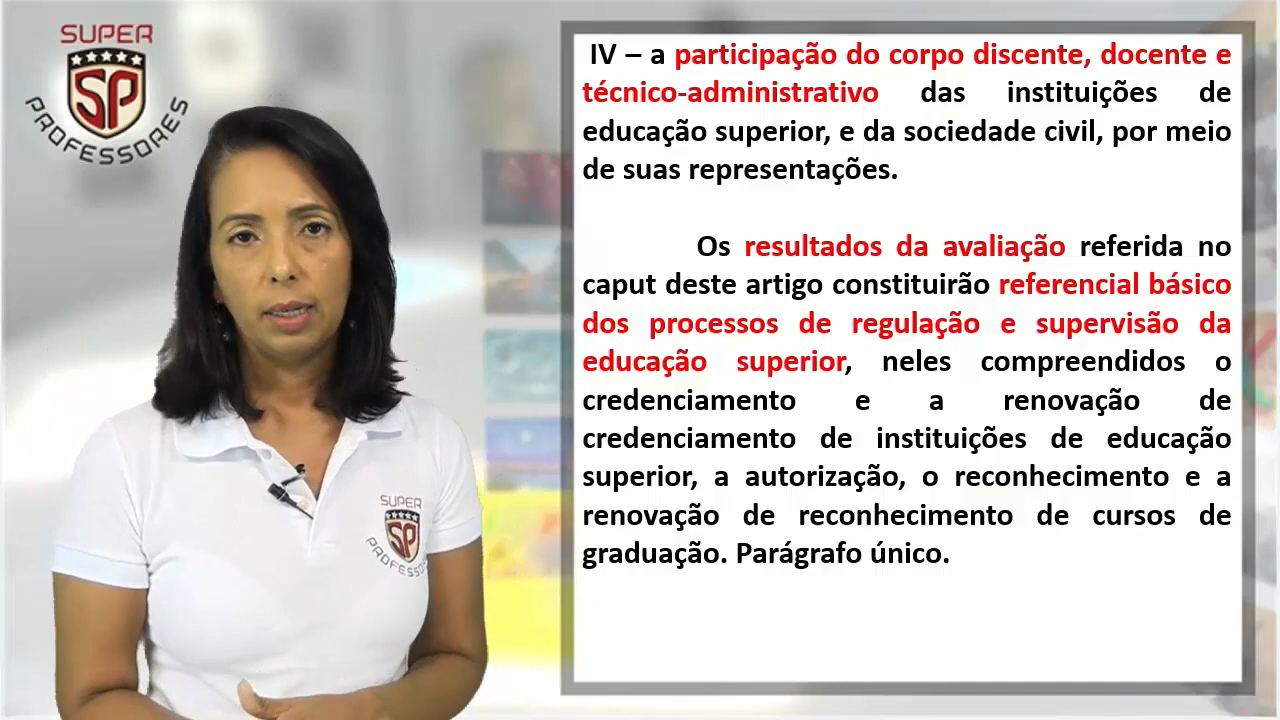 SUPER
SP
PROFESSORES
IV – a participação do corpo discente, docente e
técnico-administrativo das instituições de
educação superior, e da sociedade civil, por meio
de suas representações.
Os resultados da avaliação referida no
caput deste artigo constituirão referencial básico
dos processos de regulação e supervisão da
educação superior, neles compreendidos o
credenciamento e a renovação de
credenciamento de instituições de educação
superior, a autorização, o reconhecimento e a
renovação de reconhecimento de cursos de
graduação. Parágrafo único.
SUPER
SP
PROFESSORES